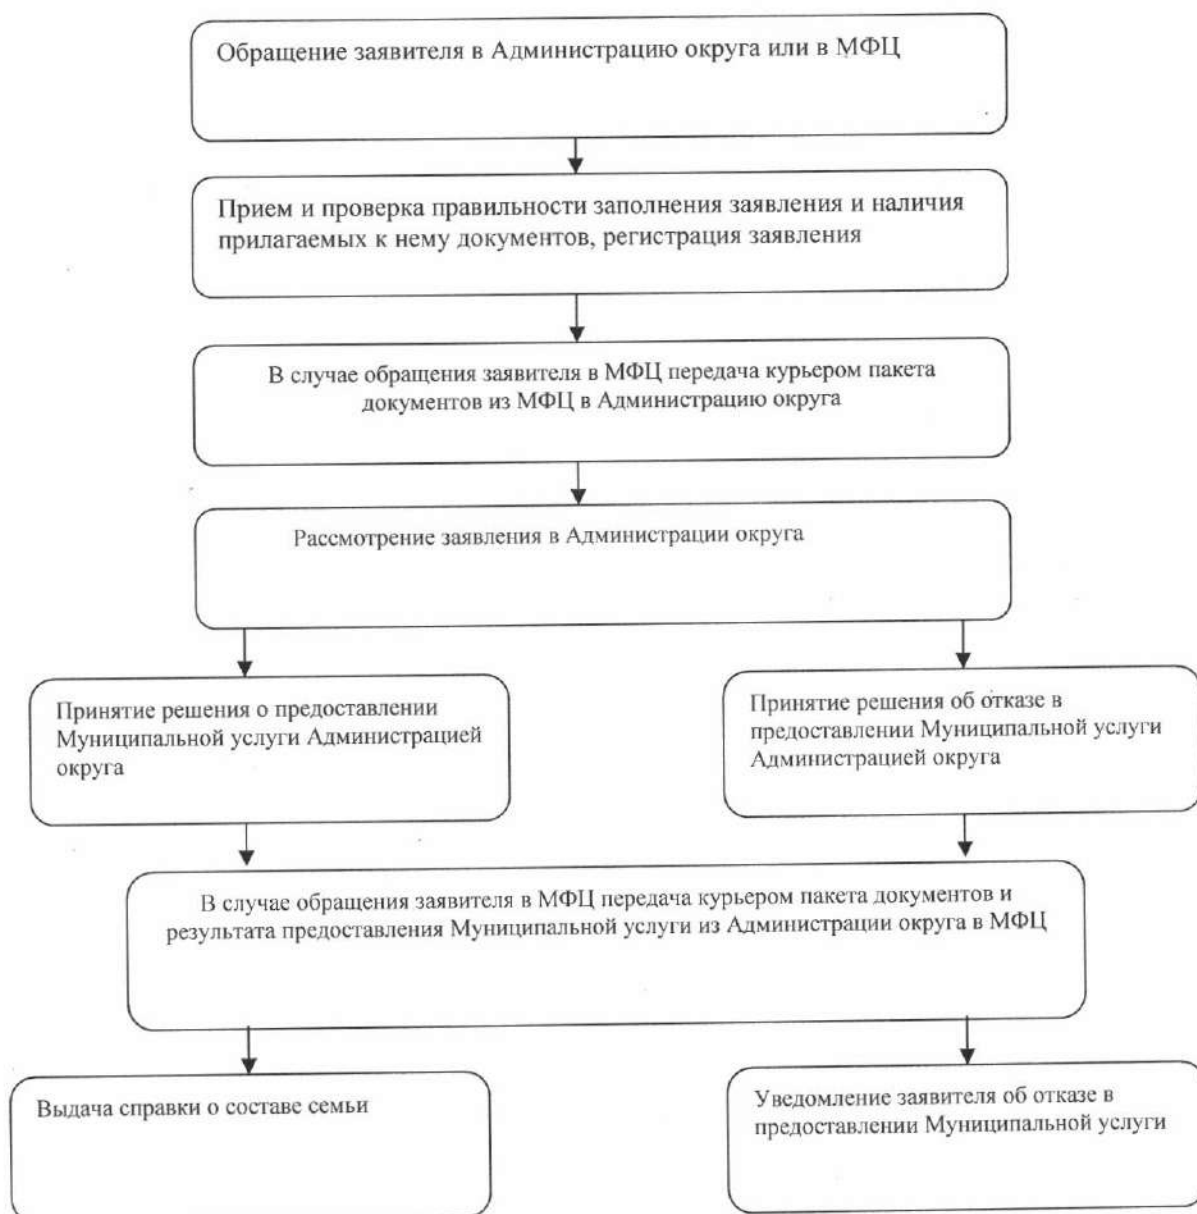 Обращение заявителя в Администрацию округа или в МФЦ
Прием и проверка правильности заполнения заявления и наличия
прилагаемых к нему документов, регистрация заявления
В случае обращения заявителя в МФЦ передача курьером пакета
документов из МФЦ в Администрацию округа
Рассмотрение заявления в Администрации округа
Принятие решения о предоставлении
Муниципальной услуги Администрацией
округа
Принятие решения об отказе в
предоставлении Муниципальной услуги
Администрацией округа
В случае обращения заявителя в МФЦ передача курьером пакета документов и
результата предоставления Муниципальной услуги из Администрации округа в МФЦ
Выдача справки о составе семьи
Уведомление заявителя об отказе в
предоставлении Муниципальной услуги